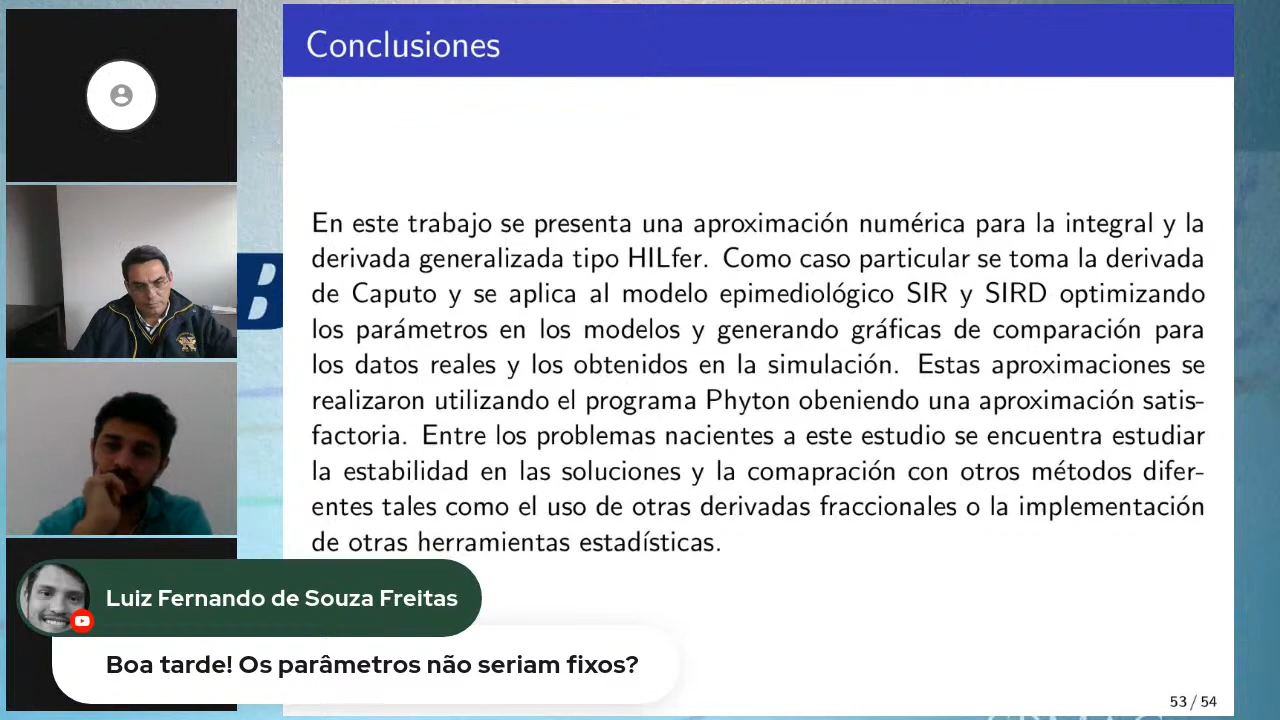 Conclusiones
En este trabajo se presenta una aproximación numérica para la integral y la
derivada generalizada tipo HILfer. Como caso particular se toma la derivada
de Caputo y se aplica al modelo epimediológico SIR y SIRD optimizando
los parámetros en los modelos y generando gráficas de comparación para
los datos reales y los obtenidos en la simulación. Estas aproximaciones se
realizaron utilizando el programa Phyton obeniendo una aproximación satis-
factoria. Entre los problemas nacientes a este estudio se encuentra estudiar
la estabilidad en las soluciones y la comapración con otros métodos difer-
entes tales como el uso de otras derivadas fraccionales o la implementación
de otras herramientas estadísticas.
Luiz Fernando de Souza Freitas
Boa tarde! Os parâmetros não seriam fixos?
53 / 54